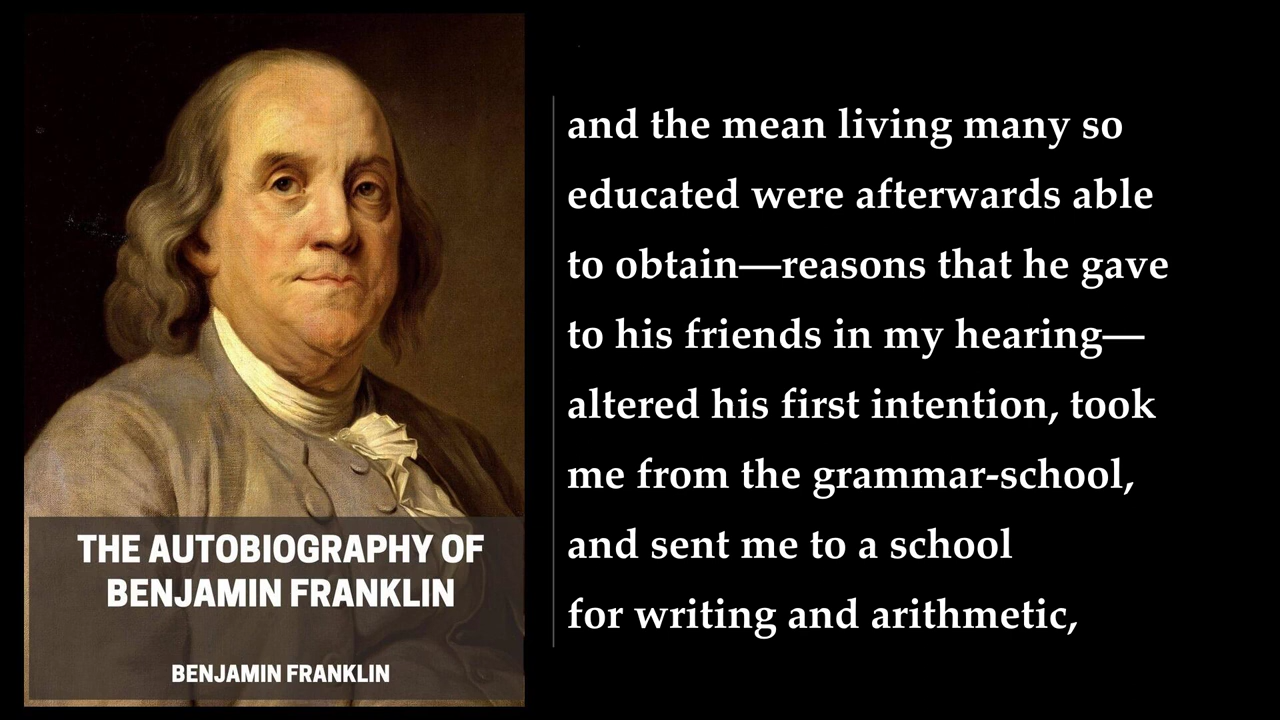 THE AUTOBIOGRAPHY OF
BENJAMIN FRANKLIN
BENJAMIN FRANKLIN
and the mean living many so
educated were afterwards able
to obtain—reasons that he gave
to his friends in my hearing—
altered his first intention, took
me from the grammar-school,
and sent me to a school
for writing and arithmetic,